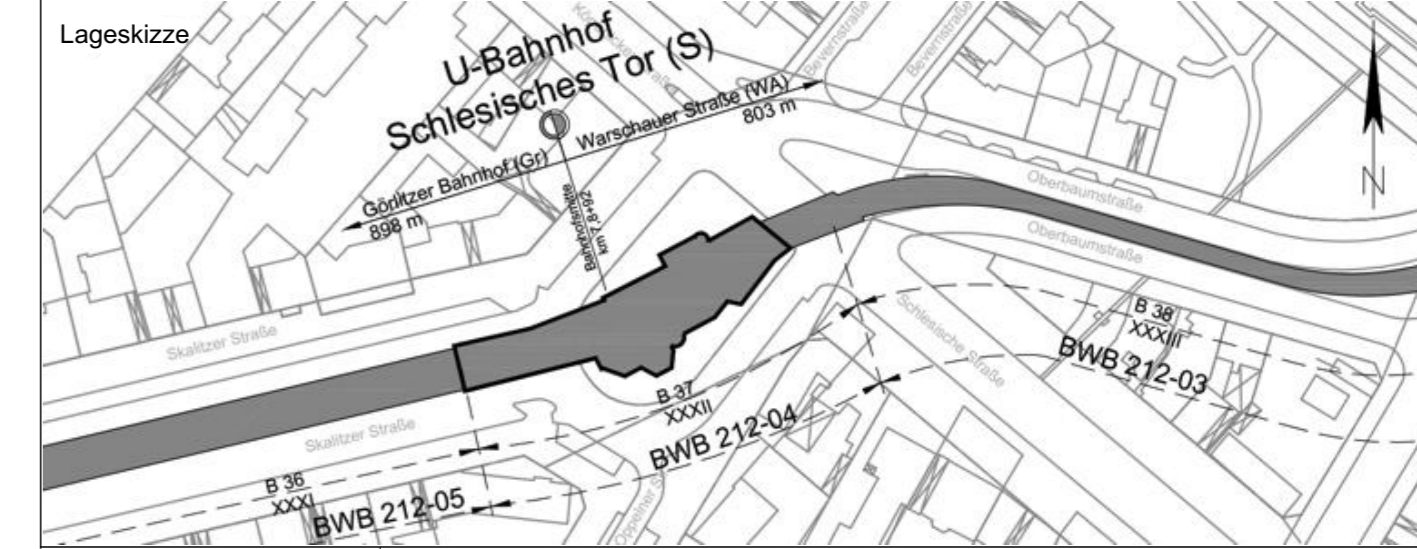 Lageskizze
U-Bahnhof
Schlesisches Tor (S)
Bevernstraße
Bevernstraße
Warschauer Straße (WA)
803 m
Görlitzer Bahnhof (Gr)
898 m
Bahnhofsmitte
km 7,8+92
N
Oberbaumstraße
Oberbaumstraße
Skalitzer Straße
Skalitzer Straße
Schlesische Straße
B 38
XXXIII
BWB 212-03
B 37
XXXII
BWB 212-04
B 36
XXXI
BWB 212-05
Oppelner St